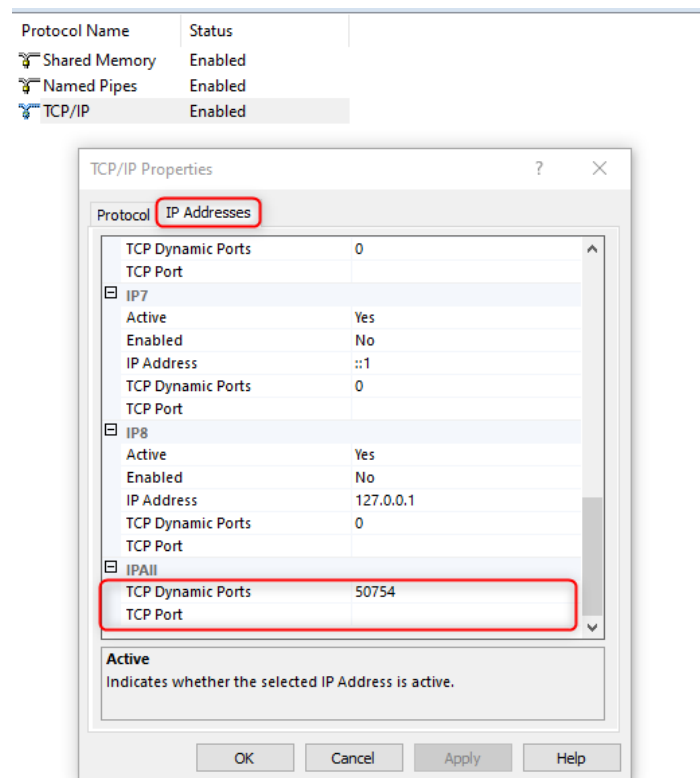 Protocol Name Status
Shared Memory Enabled
Named Pipes Enabled
TCP/IP Enabled
TCP/IP Properties ? ×
Protocol IP Addresses
TCP Dynamic Ports 0
TCP Port
IP7
Active Yes
Enabled No
IP Address ::1
TCP Dynamic Ports 0
TCP Port
IP8
Active Yes
Enabled No
IP Address 127.0.0.1
TCP Dynamic Ports 0
TCP Port
IPAll
TCP Dynamic Ports 50754
TCP Port
Active
Indicates whether the selected IP Address is active.
OK Cancel Apply Help